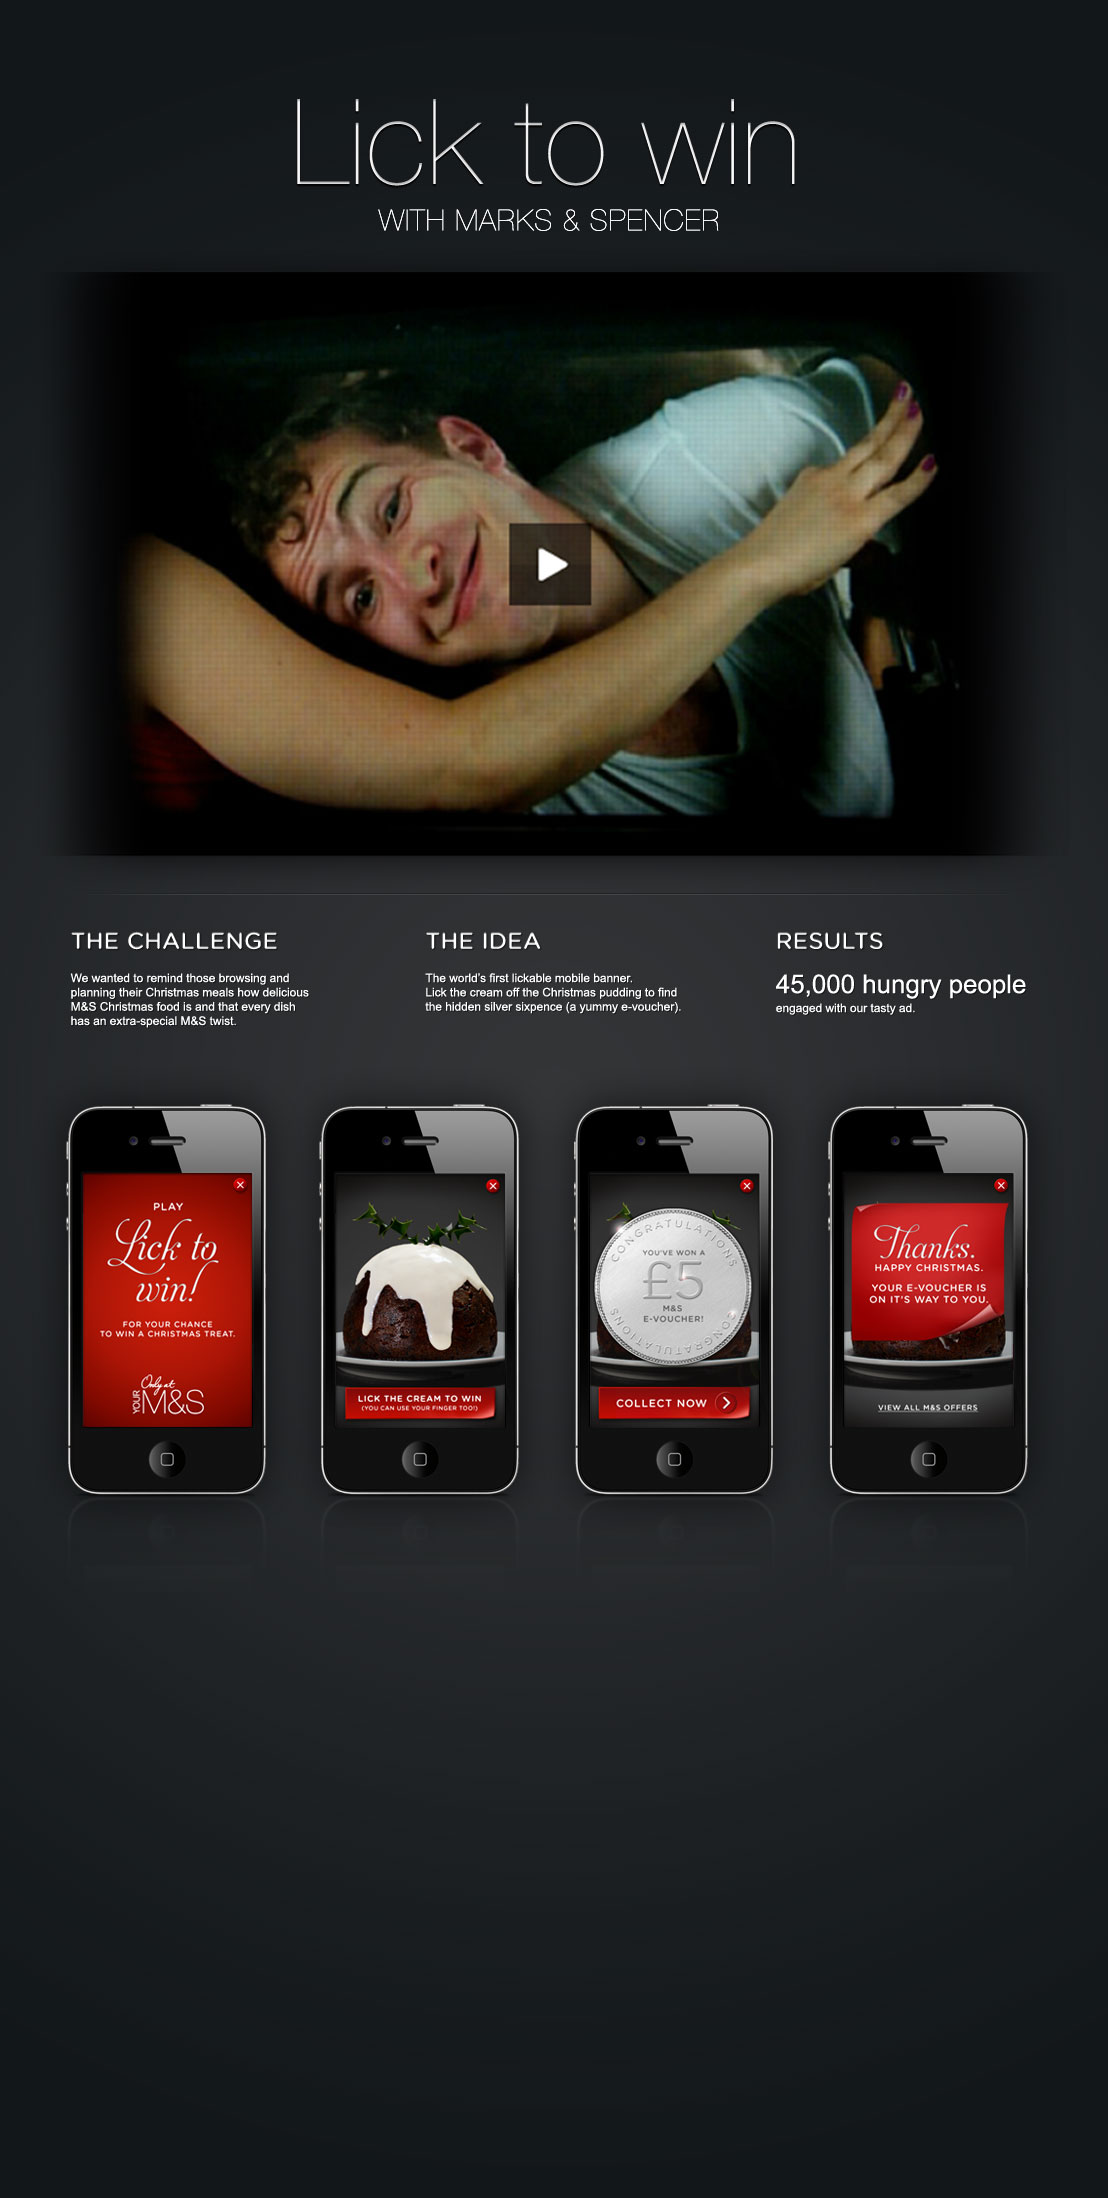 Lick to win
WITH MARKS & SPENCER
THE CHALLENGE
We wanted to remind those browsing and
planning their Christmas meals how delicious
M&S Christmas food is and that every dish
has an extra-special M&S twist.
THE IDEA
The world's first lickable mobile banner.
Lick the cream off the Christmas pudding to find
the hidden silver sixpence (a yummy e-voucher).
RESULTS
45,000 hungry people
engaged with our tasty ad.
PLAY
Lick to
win!
FOR YOUR CHANCE
TO WIN A CHRISTMAS TREAT.
Only at
YOUR M&S
LICK THE CREAM TO WIN
(YOU CAN USE YOUR FINGER TOO!)
CONGRATULATIONS
YOU'VE WON A
£5
M&S
E-VOUCHER!
CONGRATULATIONS
COLLECT NOW
Thanks.
HAPPY CHRISTMAS.
YOUR E-VOUCHER IS
ON IT'S WAY TO YOU.
VIEW ALL M&S OFFERS